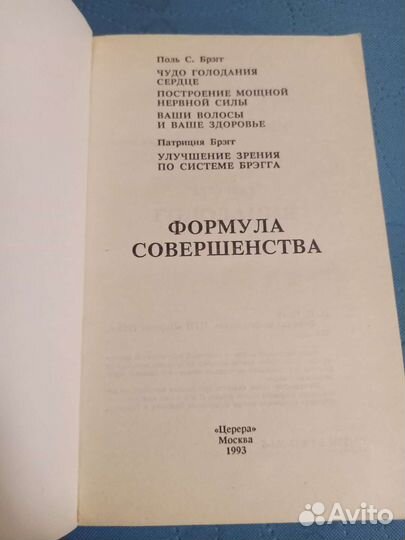 Поль С. Брэгг
ЧУДО ГОЛОДАНИЯ
СЕРДЦЕ
ПОСТРОЕНИЕ МОЩНОЙ
НЕРВНОЙ СИЛЫ
ВАШИ ВОЛОСЫ
И ВАШЕ ЗДОРОВЬЕ
Патриция Брэгг
УЛУЧШЕНИЕ ЗРЕНИЯ
ПО СИСТЕМЕ БРЭГГА
ФОРМУЛА
СОВЕРШЕНСТВА
«Церера»
Москва
1993
Avito